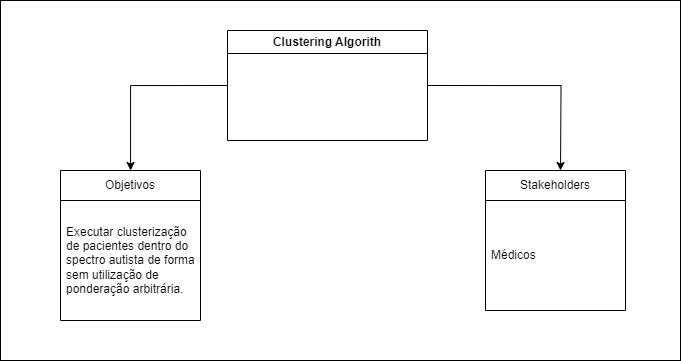 Clustering Algorith
Objetivos
Executar clusterização
de pacientes dentro do
spectro autista de forma
sem utilização de
ponderação arbitrária.
Stakeholders
Médicos